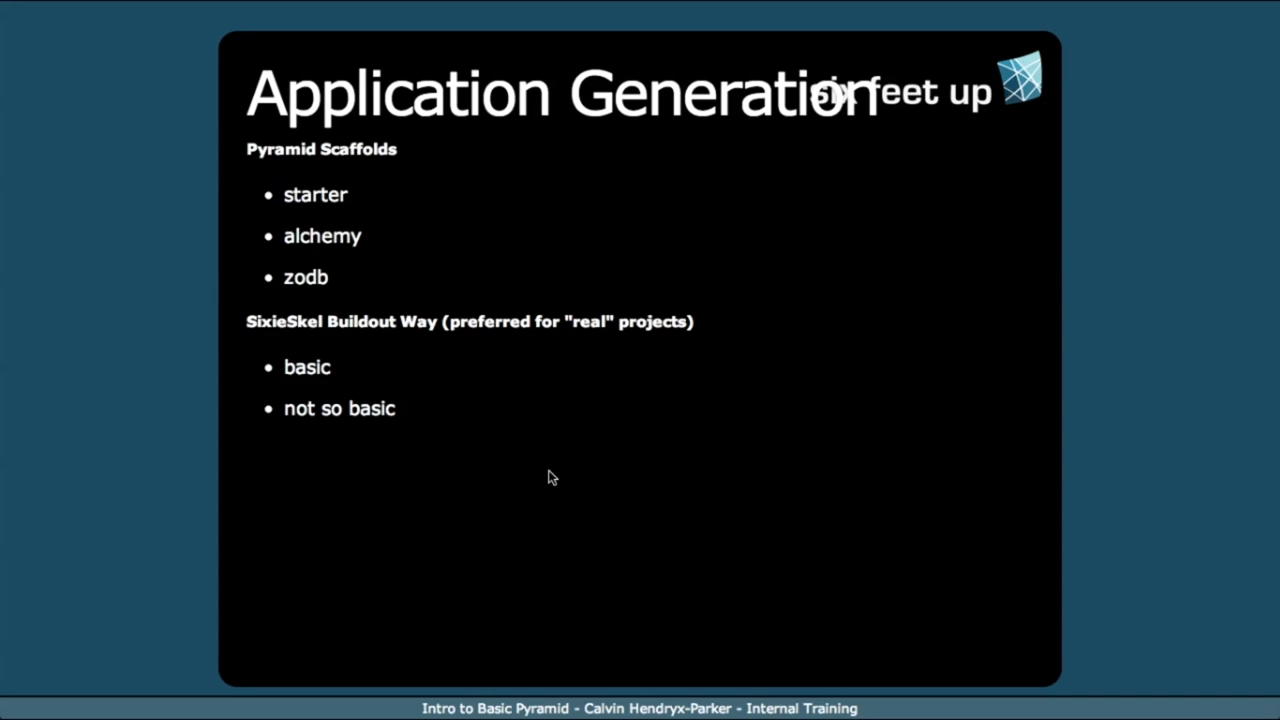 Application Generation
six feet up
Pyramid Scaffolds
• starter
• alchemy
• zodb
SixieSkel Buildout Way (preferred for "real" projects)
• basic
• not so basic
Intro to Basic Pyramid - Calvin Hendryx-Parker - Internal Training